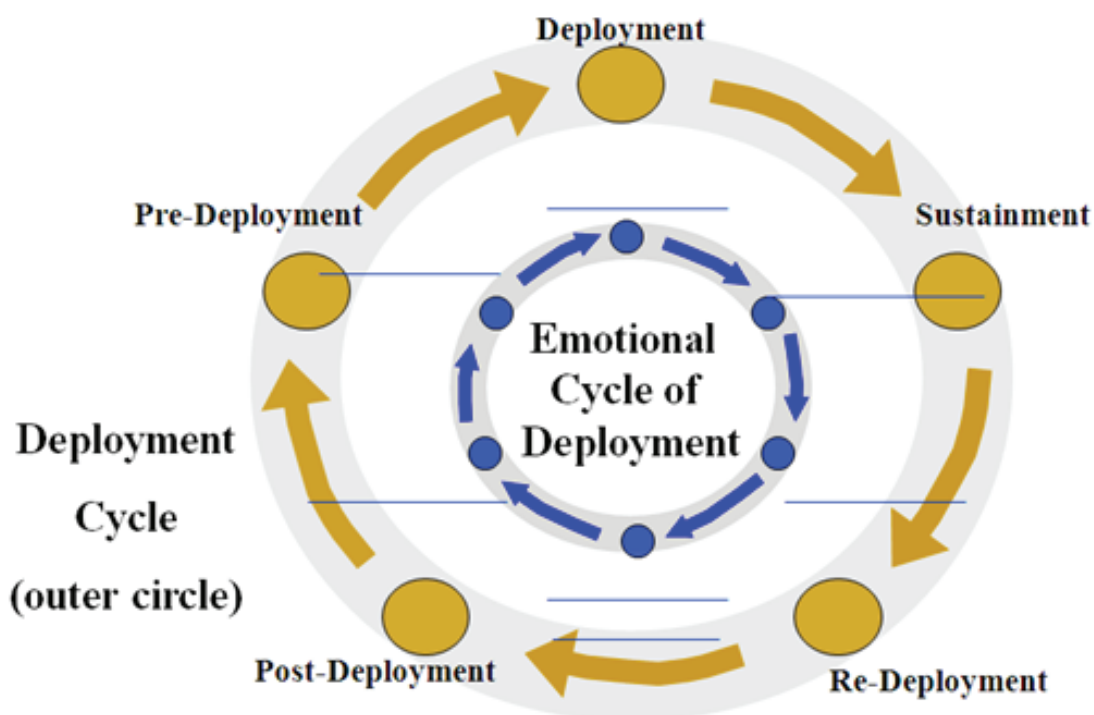 Deployment
Pre-Deployment
Sustainment
Emotional
Cycle of
Deployment
Deployment
Cycle
(outer circle)
Post-Deployment
Re-Deployment